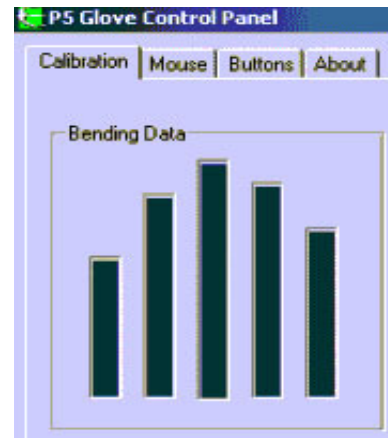 P5 Glove Control Panel
Calibration Mouse Buttons About
Bending Data